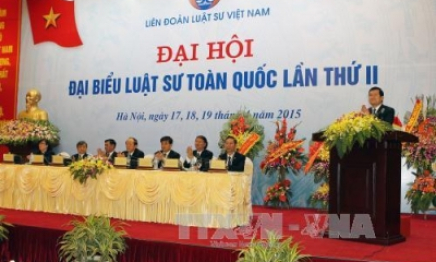 LIÊN ĐOÀN LUẬT SƯ VIỆT NAM
ĐẠI HỘI
ĐẠI BIỂU LUẬT SƯ TOÀN QUỐC LẦN THỨ II
Hà Nội, ngày 17, 18, 19 tháng 2015
TTXVN
VNA